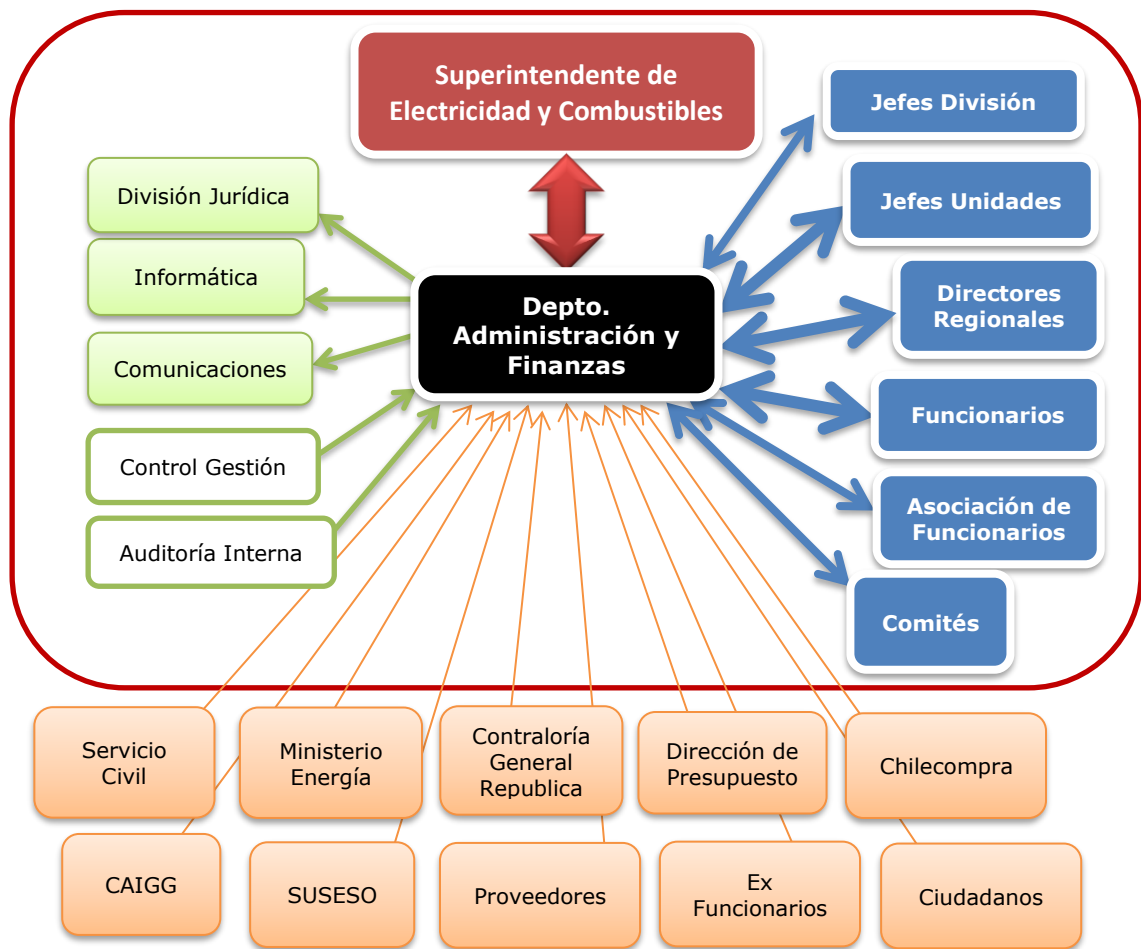 Superintendente de
Electricidad y Combustibles
Jefes División
División Jurídica
Jefes Unidades
Informática
Directores
Regionales
Depto.
Administración y
Finanzas
Comunicaciones
Funcionarios
Control Gestión
Asociación de
Funcionarios
Auditoría Interna
Comités
Servicio
Civil
Ministerio
Energía
Contraloría
General
Republica
Dirección de
Presupuesto
Chilecompra
CAIGG
SUSESO
Proveedores
Ex
Funcionarios
Ciudadanos